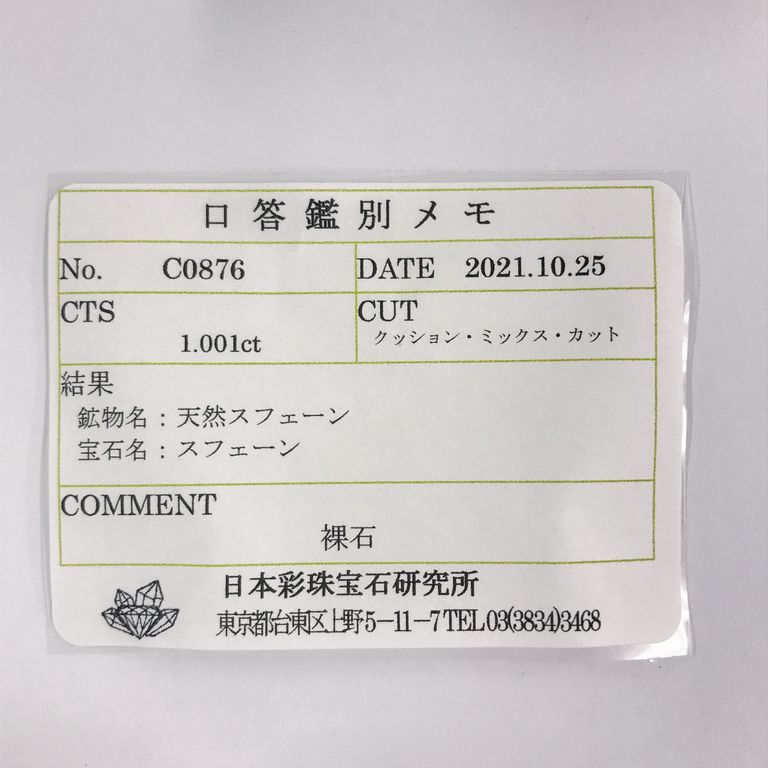 口答鑑別メモ
No. C0876 DATE 2021.10.25
CTS CUT
1.001ct クッション・ミックス・カット
結果
鉱物名：天然スフェーン
宝石名：スフェーン
COMMENT
裸石
日本彩珠宝石研究所
東京都台東区上野5-11-7 TEL 03(3834)3468